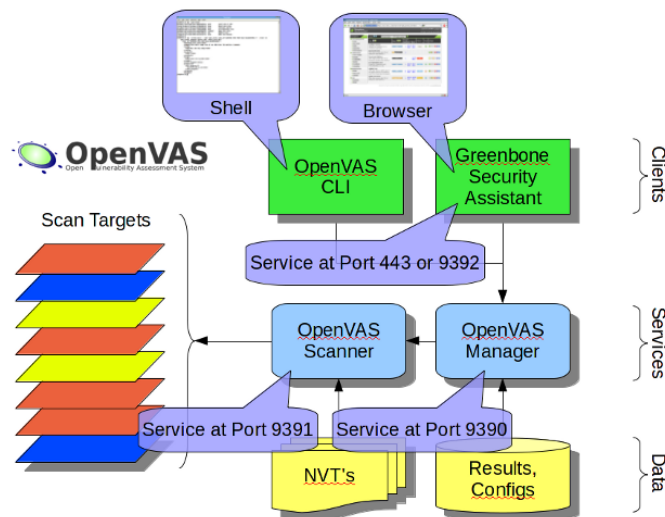 Shell
Browser
OpenVAS
Open Vulnerability Assessment System
OpenVAS
CLI
Greenbone
Security
Assistant
Clients
Scan Targets
Service at Port 443 or 9392
OpenVAS
Scanner
OpenVAS
Manager
Services
Service at Port 9391
Service at Port 9390
NVT's
Results,
Configs
Data